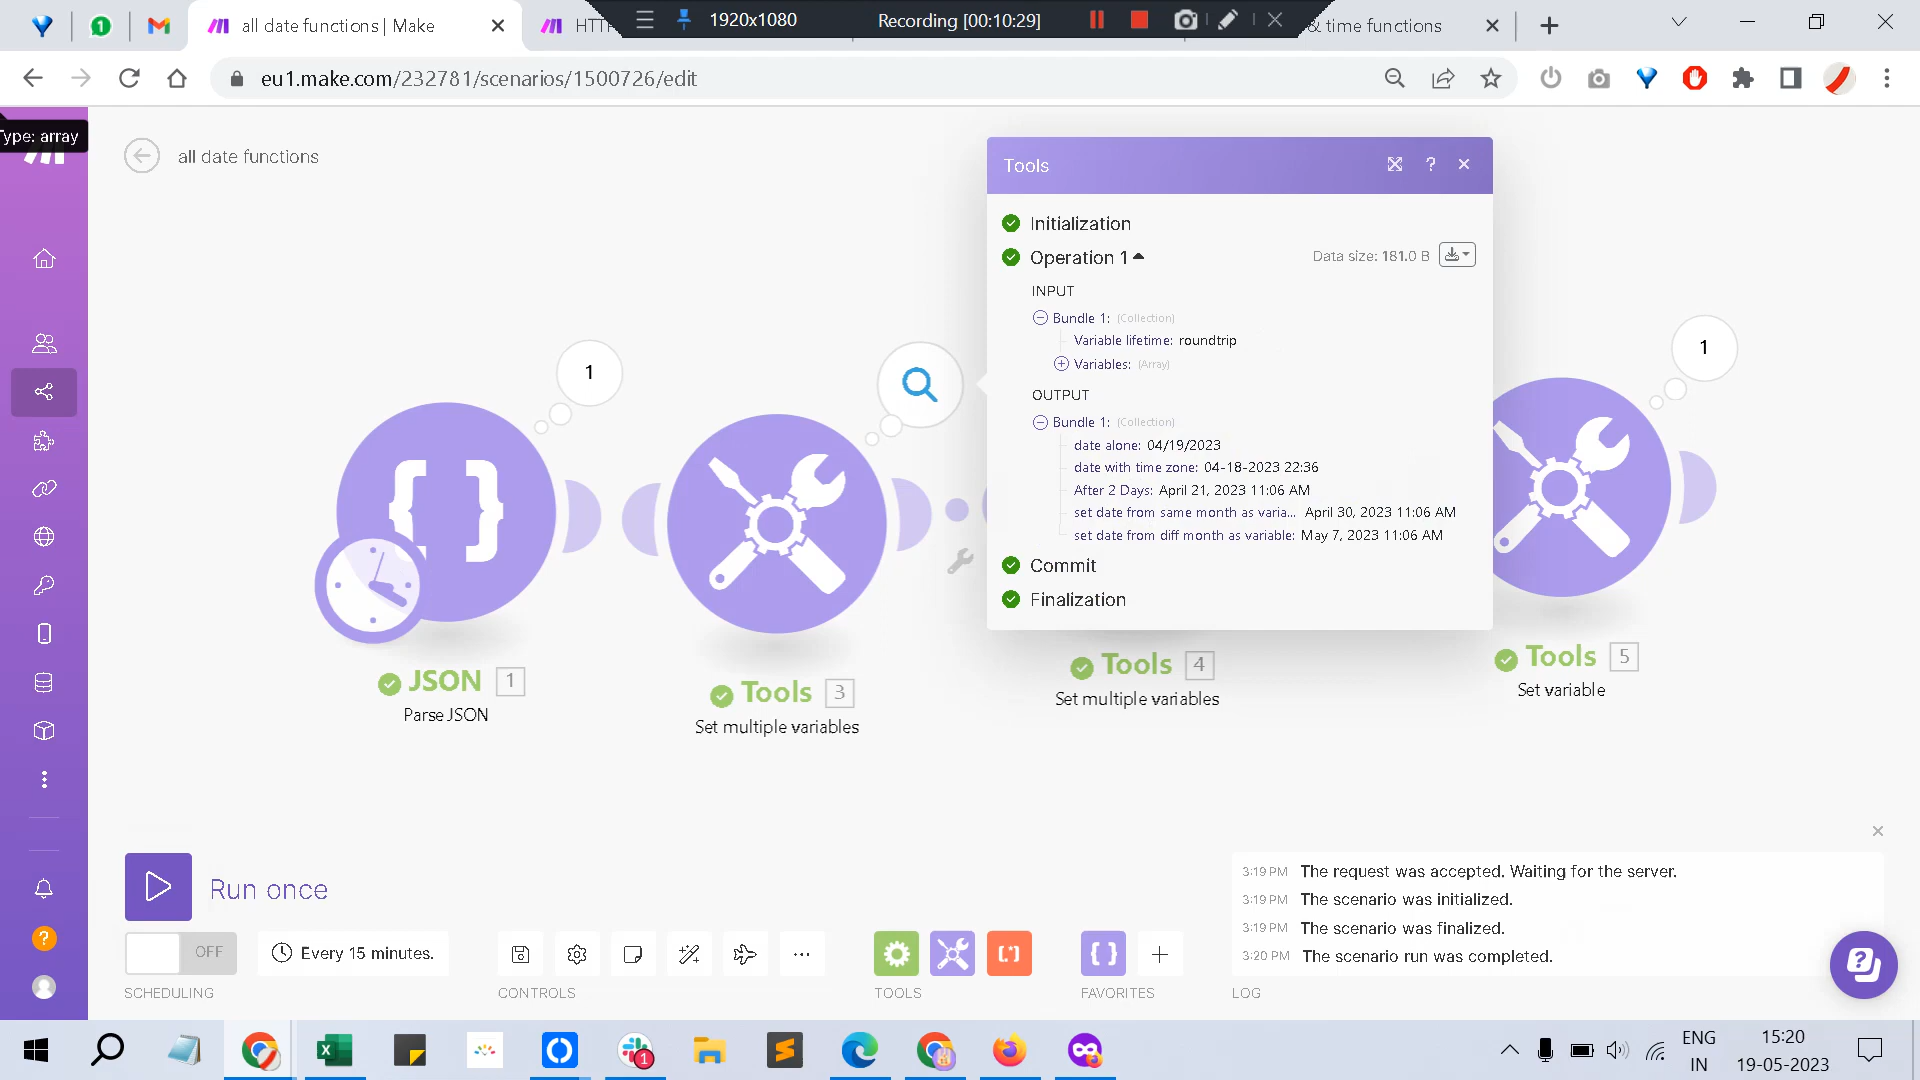 all date functions | Make
HTT
1920x1080
Recording [00:10:29]
& time functions
eu1.make.com/232781/scenarios/1500726/edit
Type: array
all date functions
Tools
Initialization
Operation 1
Data size: 181.0 B
INPUT
Bundle 1: (Collection)
Variable lifetime: roundtrip
Variables: (Array)
OUTPUT
Bundle 1: (Collection)
date alone: 04/19/2023
date with time zone: 04-18-2023 22:36
After 2 Days: April 21, 2023 11:06 AM
set date from same month as varia... April 30, 2023 11:06 AM
set date from diff month as variable: May 7, 2023 11:06 AM
Commit
Finalization
1
1
JSON 1
Parse JSON
Tools 3
Set multiple variables
Tools 4
Set multiple variables
Tools 5
Set variable
Run once
OFF
Every 15 minutes.
SCHEDULING
CONTROLS
TOOLS
FAVORITES
LOG
3:19 PM The request was accepted. Waiting for the server.
3:19 PM The scenario was initialized.
3:19 PM The scenario was finalized.
3:20 PM The scenario run was completed.
ENG
IN
15:20
19-05-2023